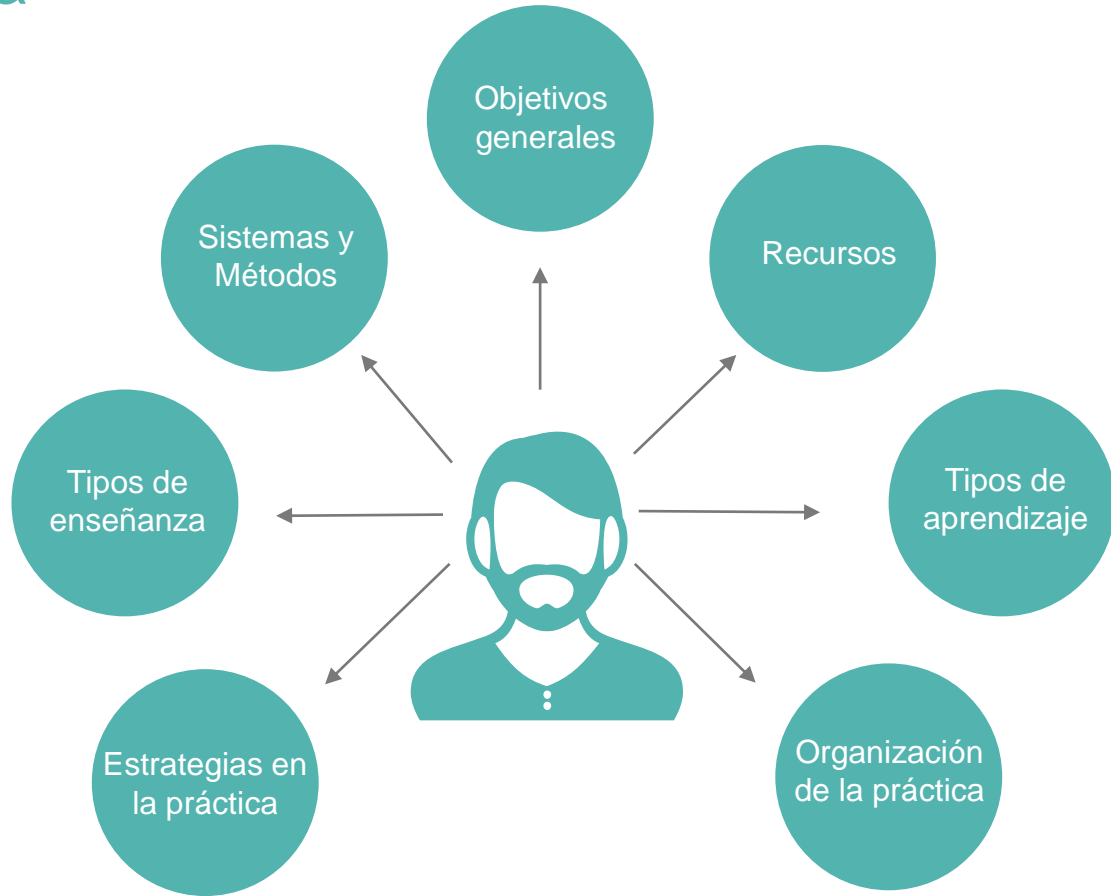 Objetivos
generales
Sistemas y
Métodos
Recursos
Tipos de
enseñanza
Tipos de
aprendizaje
Estrategias en
la práctica
Organización
de la práctica